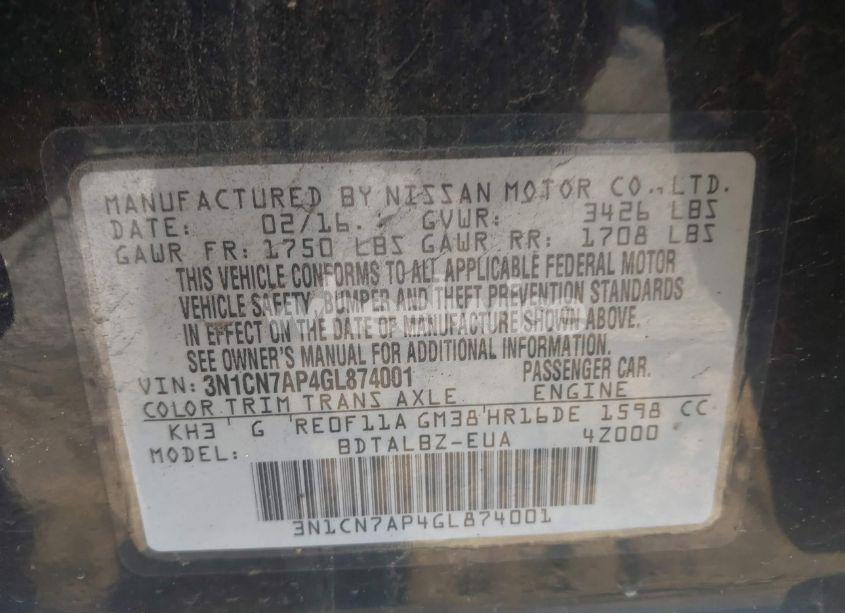 MANUFACTURED BY NISSAN MOTOR CO., LTD.
DATE: 02/16. GVWR: 3426 LBS
GAWR FR: 1750 LBS GAWR RR: 1708 LBS
THIS VEHICLE CONFORMS TO ALL APPLICABLE FEDERAL MOTOR
VEHICLE SAFETY, BUMPER AND THEFT PREVENTION STANDARDS
IN EFFECT ON THE DATE OF MANUFACTURE SHOWN ABOVE.
SEE OWNER'S MANUAL FOR ADDITIONAL INFORMATION.
VIN: 3N1CN7AP4GL874001 PASSENGER CAR.
COLOR TRIM TRANS AXLE ENGINE
KH3 G RE0F11A GM38 HR16DE 1598 CC
MODEL: BDTALBZ-EUA 4Z000
3N1CN7AP4GL874001